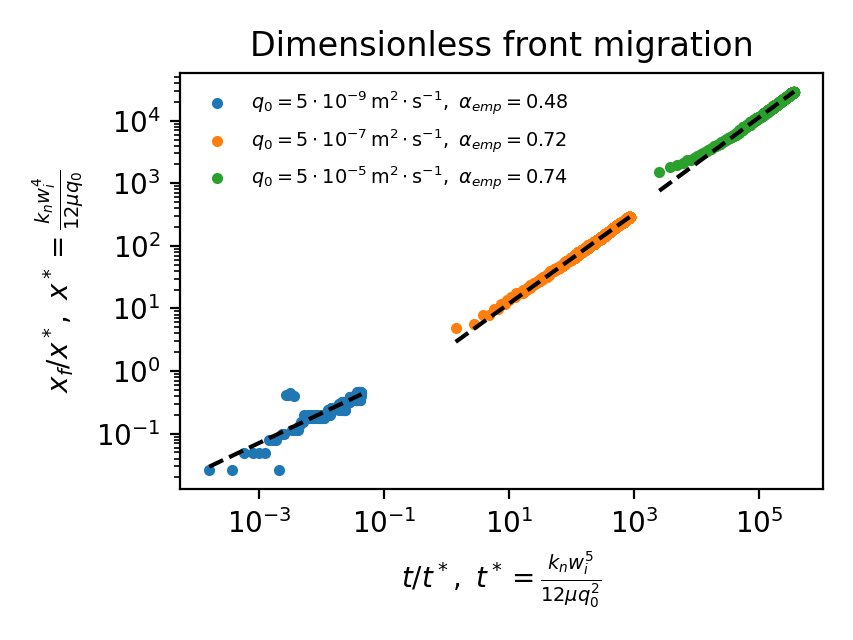 Dimensionless front migration
q₀ = 5 · 10⁻⁹ m² · s⁻¹, α_emp = 0.48
q₀ = 5 · 10⁻⁷ m² · s⁻¹, α_emp = 0.72
q₀ = 5 · 10⁻⁵ m² · s⁻¹, α_emp = 0.74
10⁴
10³
10²
10¹
10⁰
10⁻¹
x_f/x*, x* = k_n w_i⁴ / 12μq₀
10⁻³ 10⁻¹ 10¹ 10³ 10⁵
t/t*, t* = k_n w_i⁵ / 12μq₀²